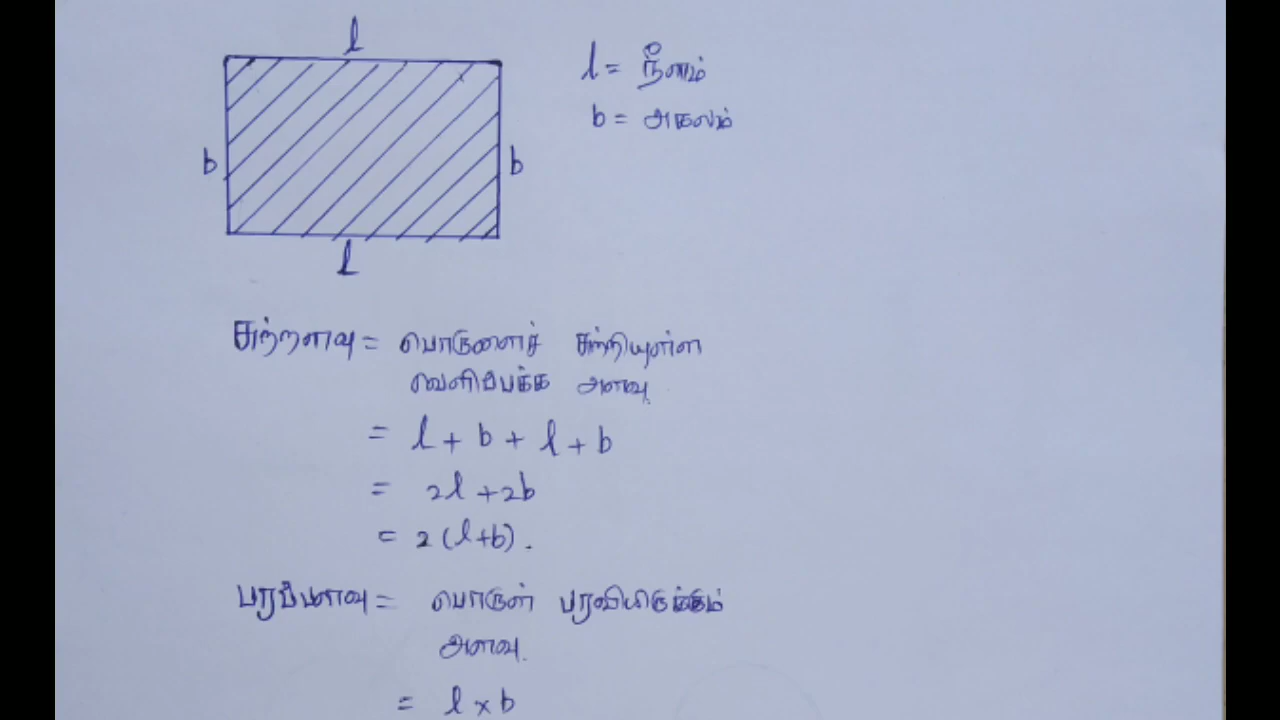 l
l = நீளம்
b = அகலம்
b b
l
சுற்றளவு = பொருளைச் சுற்றியுள்ள
வெளிப்பக்க அளவு.
= l + b + l + b
= 2l + 2b
= 2 (l+b).
பரப்பளவு = பொருள் பரவியிருக்கும்
அளவு.
= l × b